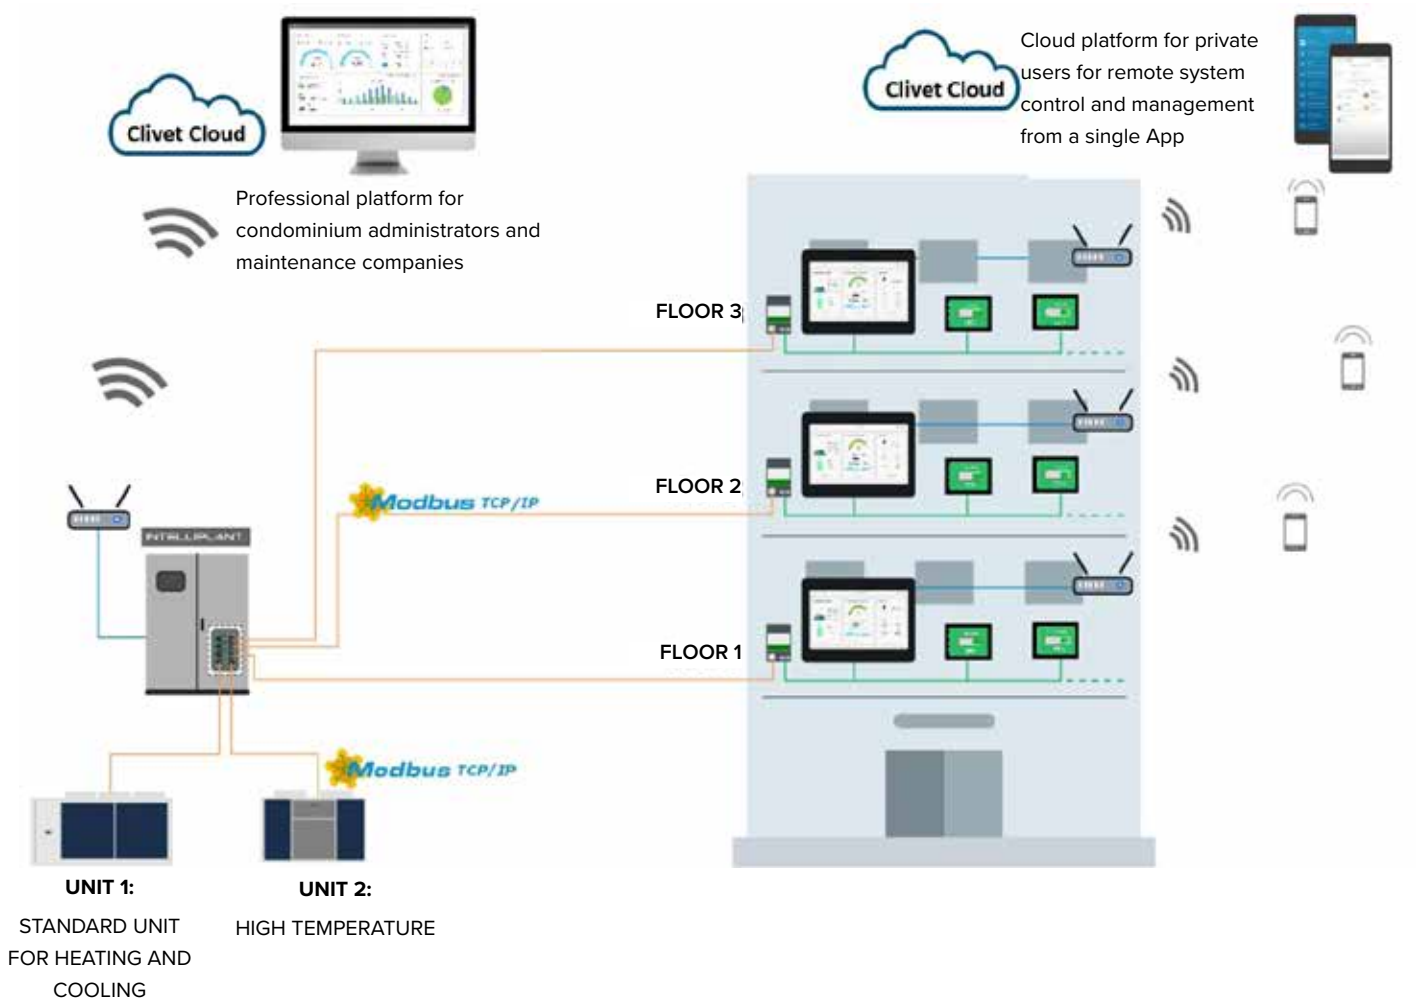 Clivet Cloud
Professional platform for
condominium administrators and
maintenance companies
Clivet Cloud
Cloud platform for private
users for remote system
control and management
from a single App
FLOOR 3
FLOOR 2
FLOOR 1
Modbus TCP/IP
INTELLIPLANT
Modbus TCP/IP
UNIT 1:
STANDARD UNIT
FOR HEATING AND
COOLING
UNIT 2:
HIGH TEMPERATURE